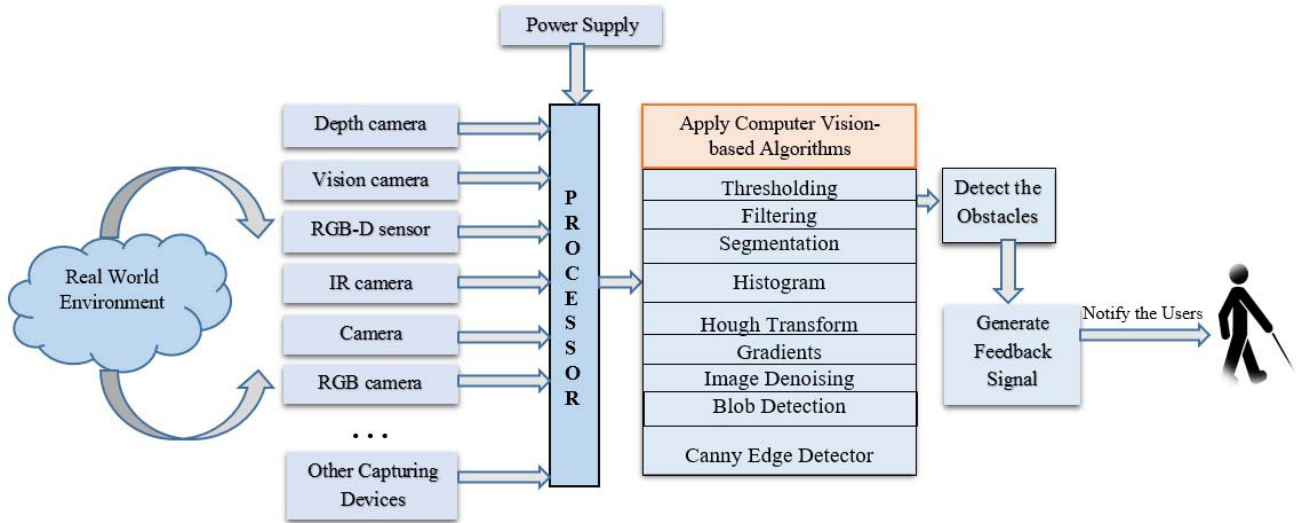 Power Supply
Real World
Environment
Depth camera
Vision camera
RGB-D sensor
IR camera
Camera
RGB camera
...
Other Capturing
Devices
PROCESSOR
Apply Computer Vision-
based Algorithms
Thresholding
Filtering
Segmentation
Histogram
Hough Transform
Gradients
Image Denoising
Blob Detection
Canny Edge Detector
Detect the
Obstacles
Generate
Feedback
Signal
Notify the Users